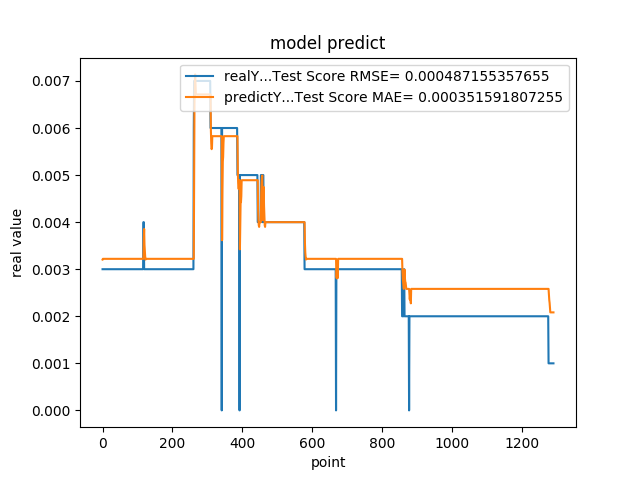 model predict
realY...Test Score RMSE= 0.000487155357655
predictY...Test Score MAE= 0.000351591807255
0.007
0.006
0.005
0.004
0.003
0.002
0.001
0.000
real value
0 200 400 600 800 1000 1200
point